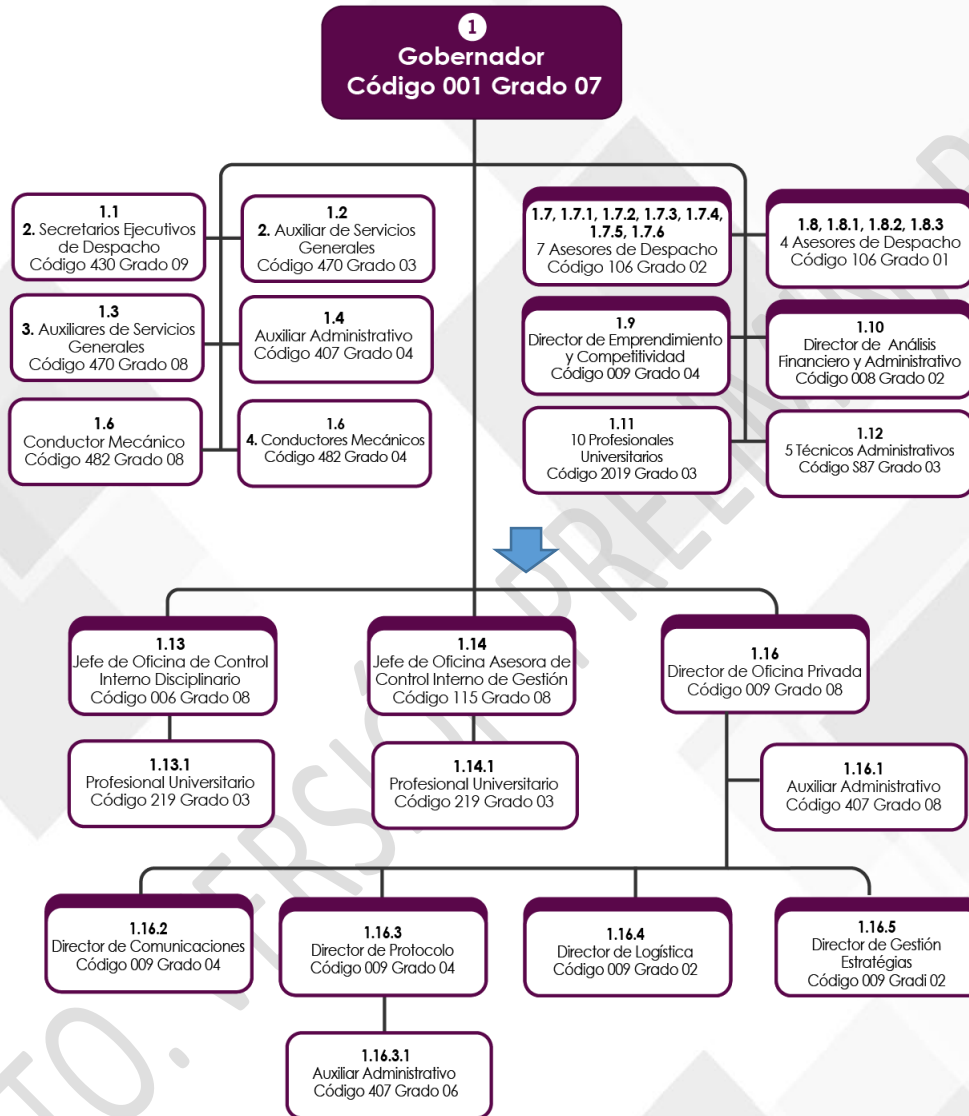 1
Gobernador
Código 001 Grado 07
1.1
2. Secretarios Ejecutivos
de Despacho
Código 430 Grado 09
1.2
2. Auxiliar de Servicios
Generales
Código 470 Grado 03
1.3
3. Auxiliares de Servicios
Generales
Código 470 Grado 08
1.4
Auxiliar Administrativo
Código 407 Grado 04
1.6
Conductor Mecánico
Código 482 Grado 08
1.6
4. Conductores Mecánicos
Código 482 Grado 04
1.7, 1.7.1, 1.7.2, 1.7.3, 1.7.4,
1.7.5, 1.7.6
7 Asesores de Despacho
Código 106 Grado 02
1.8, 1.8.1, 1.8.2, 1.8.3
4 Asesores de Despacho
Código 106 Grado 01
1.9
Director de Emprendimiento
y Competitividad
Código 009 Grado 04
1.10
Director de Análisis
Financiero y Administrativo
Código 008 Grado 02
1.11
10 Profesionales
Universitarios
Código 2019 Grado 03
1.12
5 Técnicos Administrativos
Código S87 Grado 03
1.13
Jefe de Oficina de Control
Interno Disciplinario
Código 006 Grado 08
1.14
Jefe de Oficina Asesora de
Control Interno de Gestión
Código 115 Grado 08
1.16
Director de Oficina Privada
Código 009 Grado 08
1.13.1
Profesional Universitario
Código 219 Grado 03
1.14.1
Profesional Universitario
Código 219 Grado 03
1.16.1
Auxiliar Administrativo
Código 407 Grado 08
1.16.2
Director de Comunicaciones
Código 009 Grado 04
1.16.3
Director de Protocolo
Código 009 Grado 04
1.16.4
Director de Logística
Código 009 Grado 02
1.16.5
Director de Gestión
Estratégias
Código 009 Gradi 02
1.16.3.1
Auxiliar Administrativo
Código 407 Grado 06